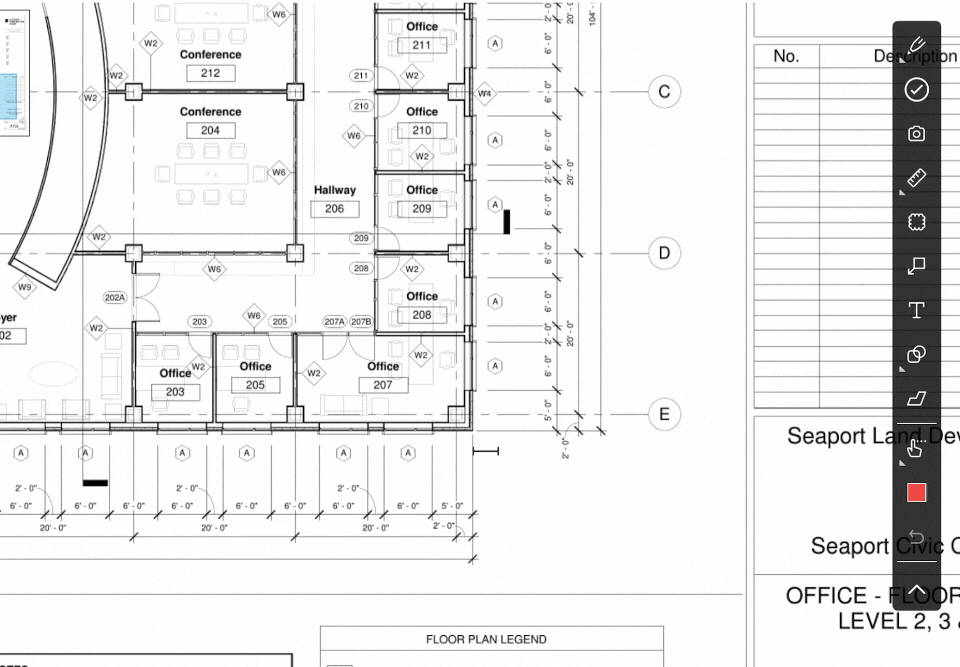 W6
W2
Conference
212
W2
W2
Office
211
A
211
W2
20' - 0"
104'
6' - 0"
2'
6' - 0"
W4
C
210
W6
Conference
204
W6
Office
210
W2
A
6' - 0"
20' - 0"
2'
Hallway
206
Office
209
A
6' - 0"
W2
209
D
W9
W6
208
W2
202A
Office
208
A
6' - 0"
W2
203
W6
205
207A
207B
20' - 0"
2'
02
Office
203
W2
Office
205
W2
Office
207
W2
A
6' - 0"
5' - 0"
E
2' - 0"
A
A
A
A
A
A
2' - 0"
2' - 0"
2' - 0"
6' - 0"
6' - 0"
6' - 0"
6' - 0"
6' - 0"
6' - 0"
5' - 0"
20' - 0"
20' - 0"
20' - 0"
2' - 0"
FLOOR PLAN LEGEND
No.
Description
Seaport Land Dev
Seaport Civic C
OFFICE - FLOOR
LEVEL 2, 3
T